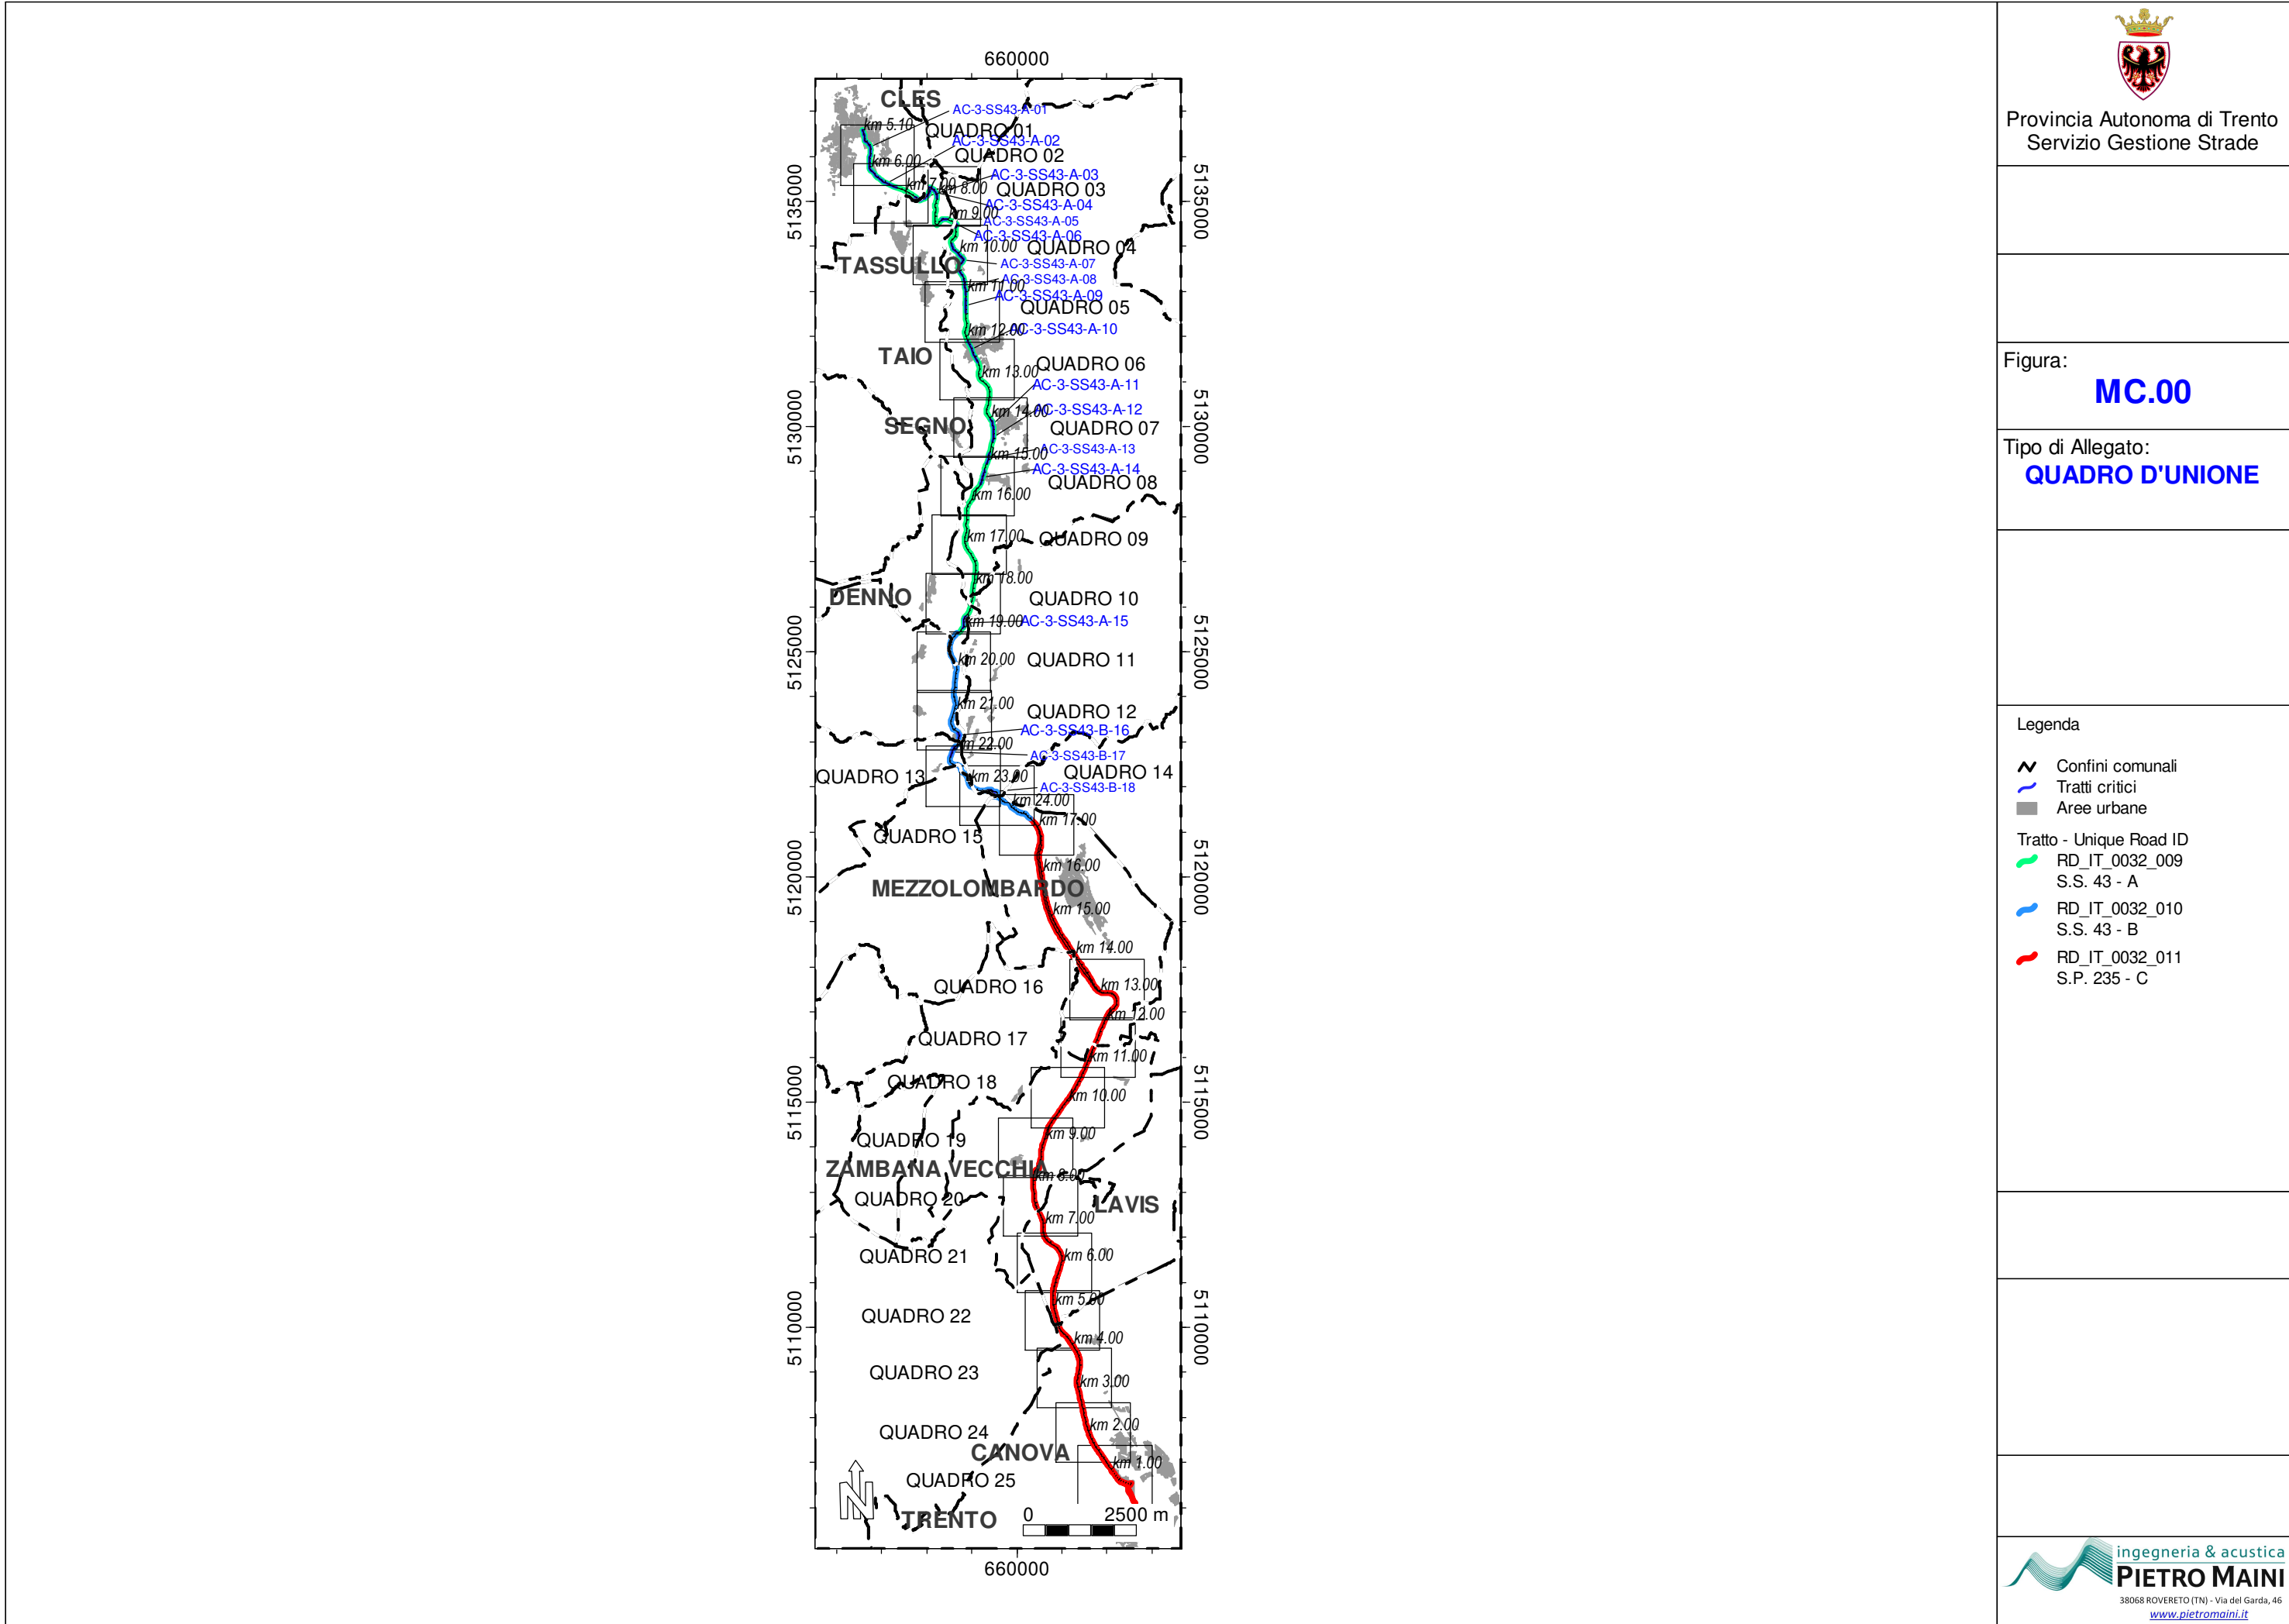 660000
CLES
AC-3-SS43-A-01
km 5.10
QUADRO 01
AC-3-SS43-A-02
QUADRO 02
km 6.00
AC-3-SS43-A-03
km 7.00
km 8.00
QUADRO 03
5135000
5135000
AC-3-SS43-A-04
km 9.00
AC-3-SS43-A-05
AC-3-SS43-A-06
km 10.00
QUADRO 04
TASSULLO
AC-3-SS43-A-07
AC-3-SS43-A-08
km 11.00
AC-3-SS43-A-09
QUADRO 05
km 12.00
AC-3-SS43-A-10
TAIO
QUADRO 06
km 13.00
AC-3-SS43-A-11
km 14.00
AC-3-SS43-A-12
5130000
SEGNO
QUADRO 07
5130000
AC-3-SS43-A-13
km 15.00
AC-3-SS43-A-14
QUADRO 08
km 16.00
km 17.00
QUADRO 09
km 18.00
DENNO
QUADRO 10
km 19.00
AC-3-SS43-A-15
5125000
km 20.00
QUADRO 11
5125000
km 21.00
QUADRO 12
AC-3-SS43-B-16
km 22.00
AC-3-SS43-B-17
QUADRO 13
km 23.00
QUADRO 14
AC-3-SS43-B-18
km 24.00
km 17.00
QUADRO 15
km 16.00
5120000
MEZZOLOMBARDO
5120000
km 15.00
km 14.00
QUADRO 16
km 13.00
km 12.00
QUADRO 17
km 11.00
QUADRO 18
5115000
km 10.00
5115000
QUADRO 19
km 9.00
ZAMBANA VECCHIA
km 8.00
QUADRO 20
LAVIS
km 7.00
QUADRO 21
km 6.00
km 5.00
5110000
QUADRO 22
5110000
km 4.00
QUADRO 23
km 3.00
km 2.00
QUADRO 24
CANOVA
km 1.00
QUADRO 25
N
TRENTO
0 2500 m
660000
Provincia Autonoma di Trento
Servizio Gestione Strade
Figura:
MC.00
Tipo di Allegato:
QUADRO D'UNIONE
Legenda
Confini comunali
Tratti critici
Aree urbane
Tratto - Unique Road ID
RD_IT_0032_009
S.S. 43 - A
RD_IT_0032_010
S.S. 43 - B
RD_IT_0032_011
S.P. 235 - C
ingegneria & acustica
PIETRO MAINI
38068 ROVERETO (TN) - Via del Garda, 46
www.pietromaini.it